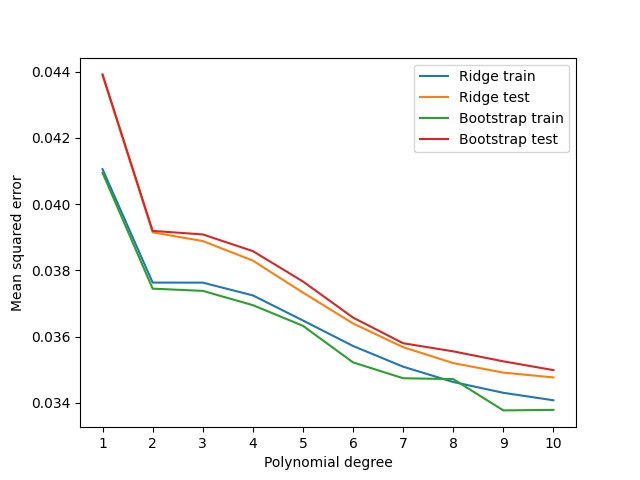 0.044
0.042
0.040
0.038
0.036
0.034
Mean squared error
Ridge train
Ridge test
Bootstrap train
Bootstrap test
1 2 3 4 5 6 7 8 9 10
Polynomial degree